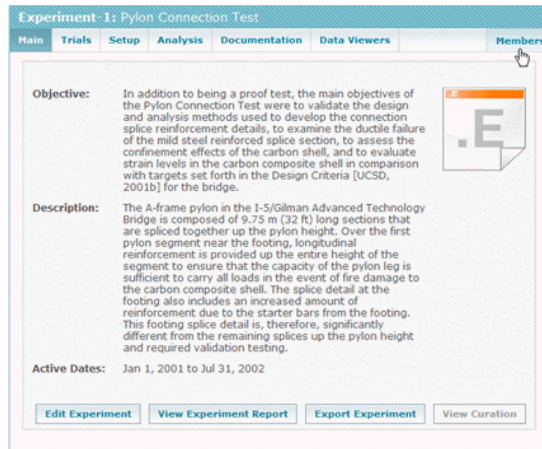 Experiment-1: Pylon Connection Test
Main Trials Setup Analysis Documentation Data Viewers Members
Objective: In addition to being a proof test, the main objectives of
the Pylon Connection Test were to validate the design
and analysis methods used to develop the connection
splice reinforcement details, to examine the ductile failure
of the mild steel reinforced splice section, to assess the
confinement effects of the carbon shell, and to evaluate
strain levels in the carbon composite shell in comparison
with targets set forth in the Design Criteria [UCSD,
2001b] for the bridge.
.E
.E
Description: The A-frame pylon in the I-5/Gilman Advanced Technology
Bridge is composed of 9.75 m (32 ft) long sections that
are spliced together up the pylon height. Over the first
pylon segment near the footing, longitudinal
reinforcement is provided up the entire height of the
segment to ensure that the capacity of the pylon leg is
sufficient to carry all loads in the event of fire damage to
the carbon composite shell. The splice detail at the
footing also includes an increased amount of
reinforcement due to the starter bars from the footing.
This footing splice detail is, therefore, significantly
different from the remaining splices up the pylon height
and required validation testing.
Active Dates: Jan 1, 2001 to Jul 31, 2002
Edit Experiment View Experiment Report Export Experiment View Curation